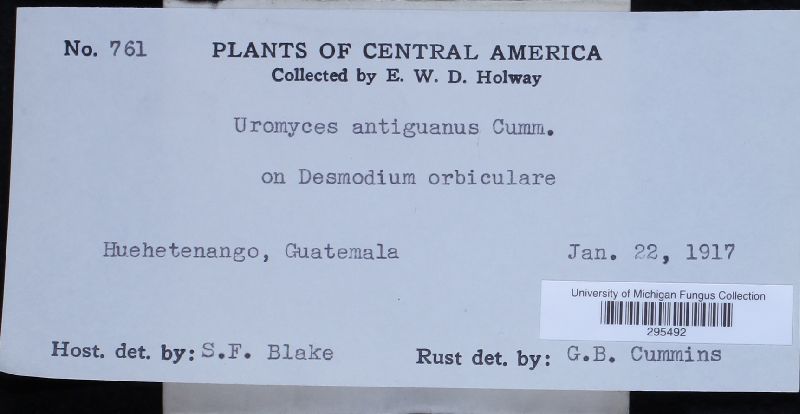 No. 761
PLANTS OF CENTRAL AMERICA
Collected by E. W. D. Holway
Uromyces antiguanus Cumm.
on Desmodium orbiculare
Huehetenango, Guatemala
Jan. 22, 1917
University of Michigan Fungus Collection
295492
Host. det. by: S.F. Blake
Rust det. by: G.B. Cummins